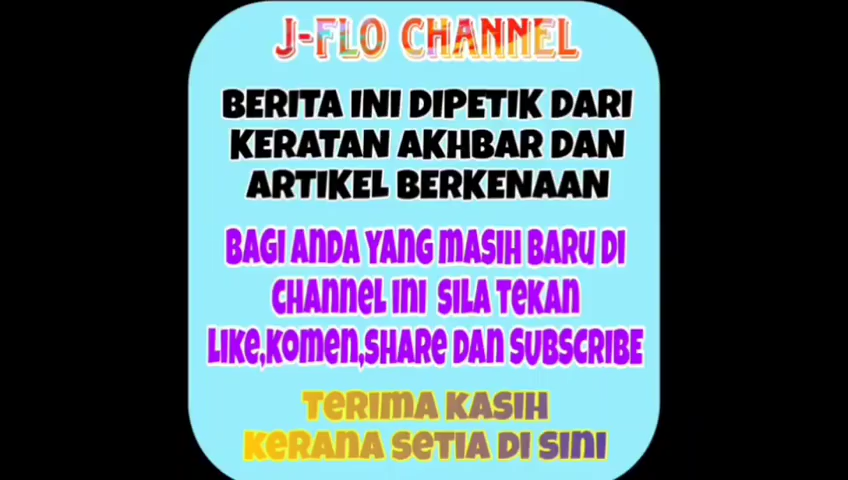 J-FLO CHANNEL
BERITA INI DIPETIK DARI
KERATAN AKHBAR DAN
ARTIKEL BERKENAAN
BAGI ANDA YANG MASIH BARU DI
CHANNEL INI SILA TEKAN
LIKE,KOMEN,SHARE DAN SUBSCRIBE
TERIMA KASIH
KERANA SETIA DI SINI